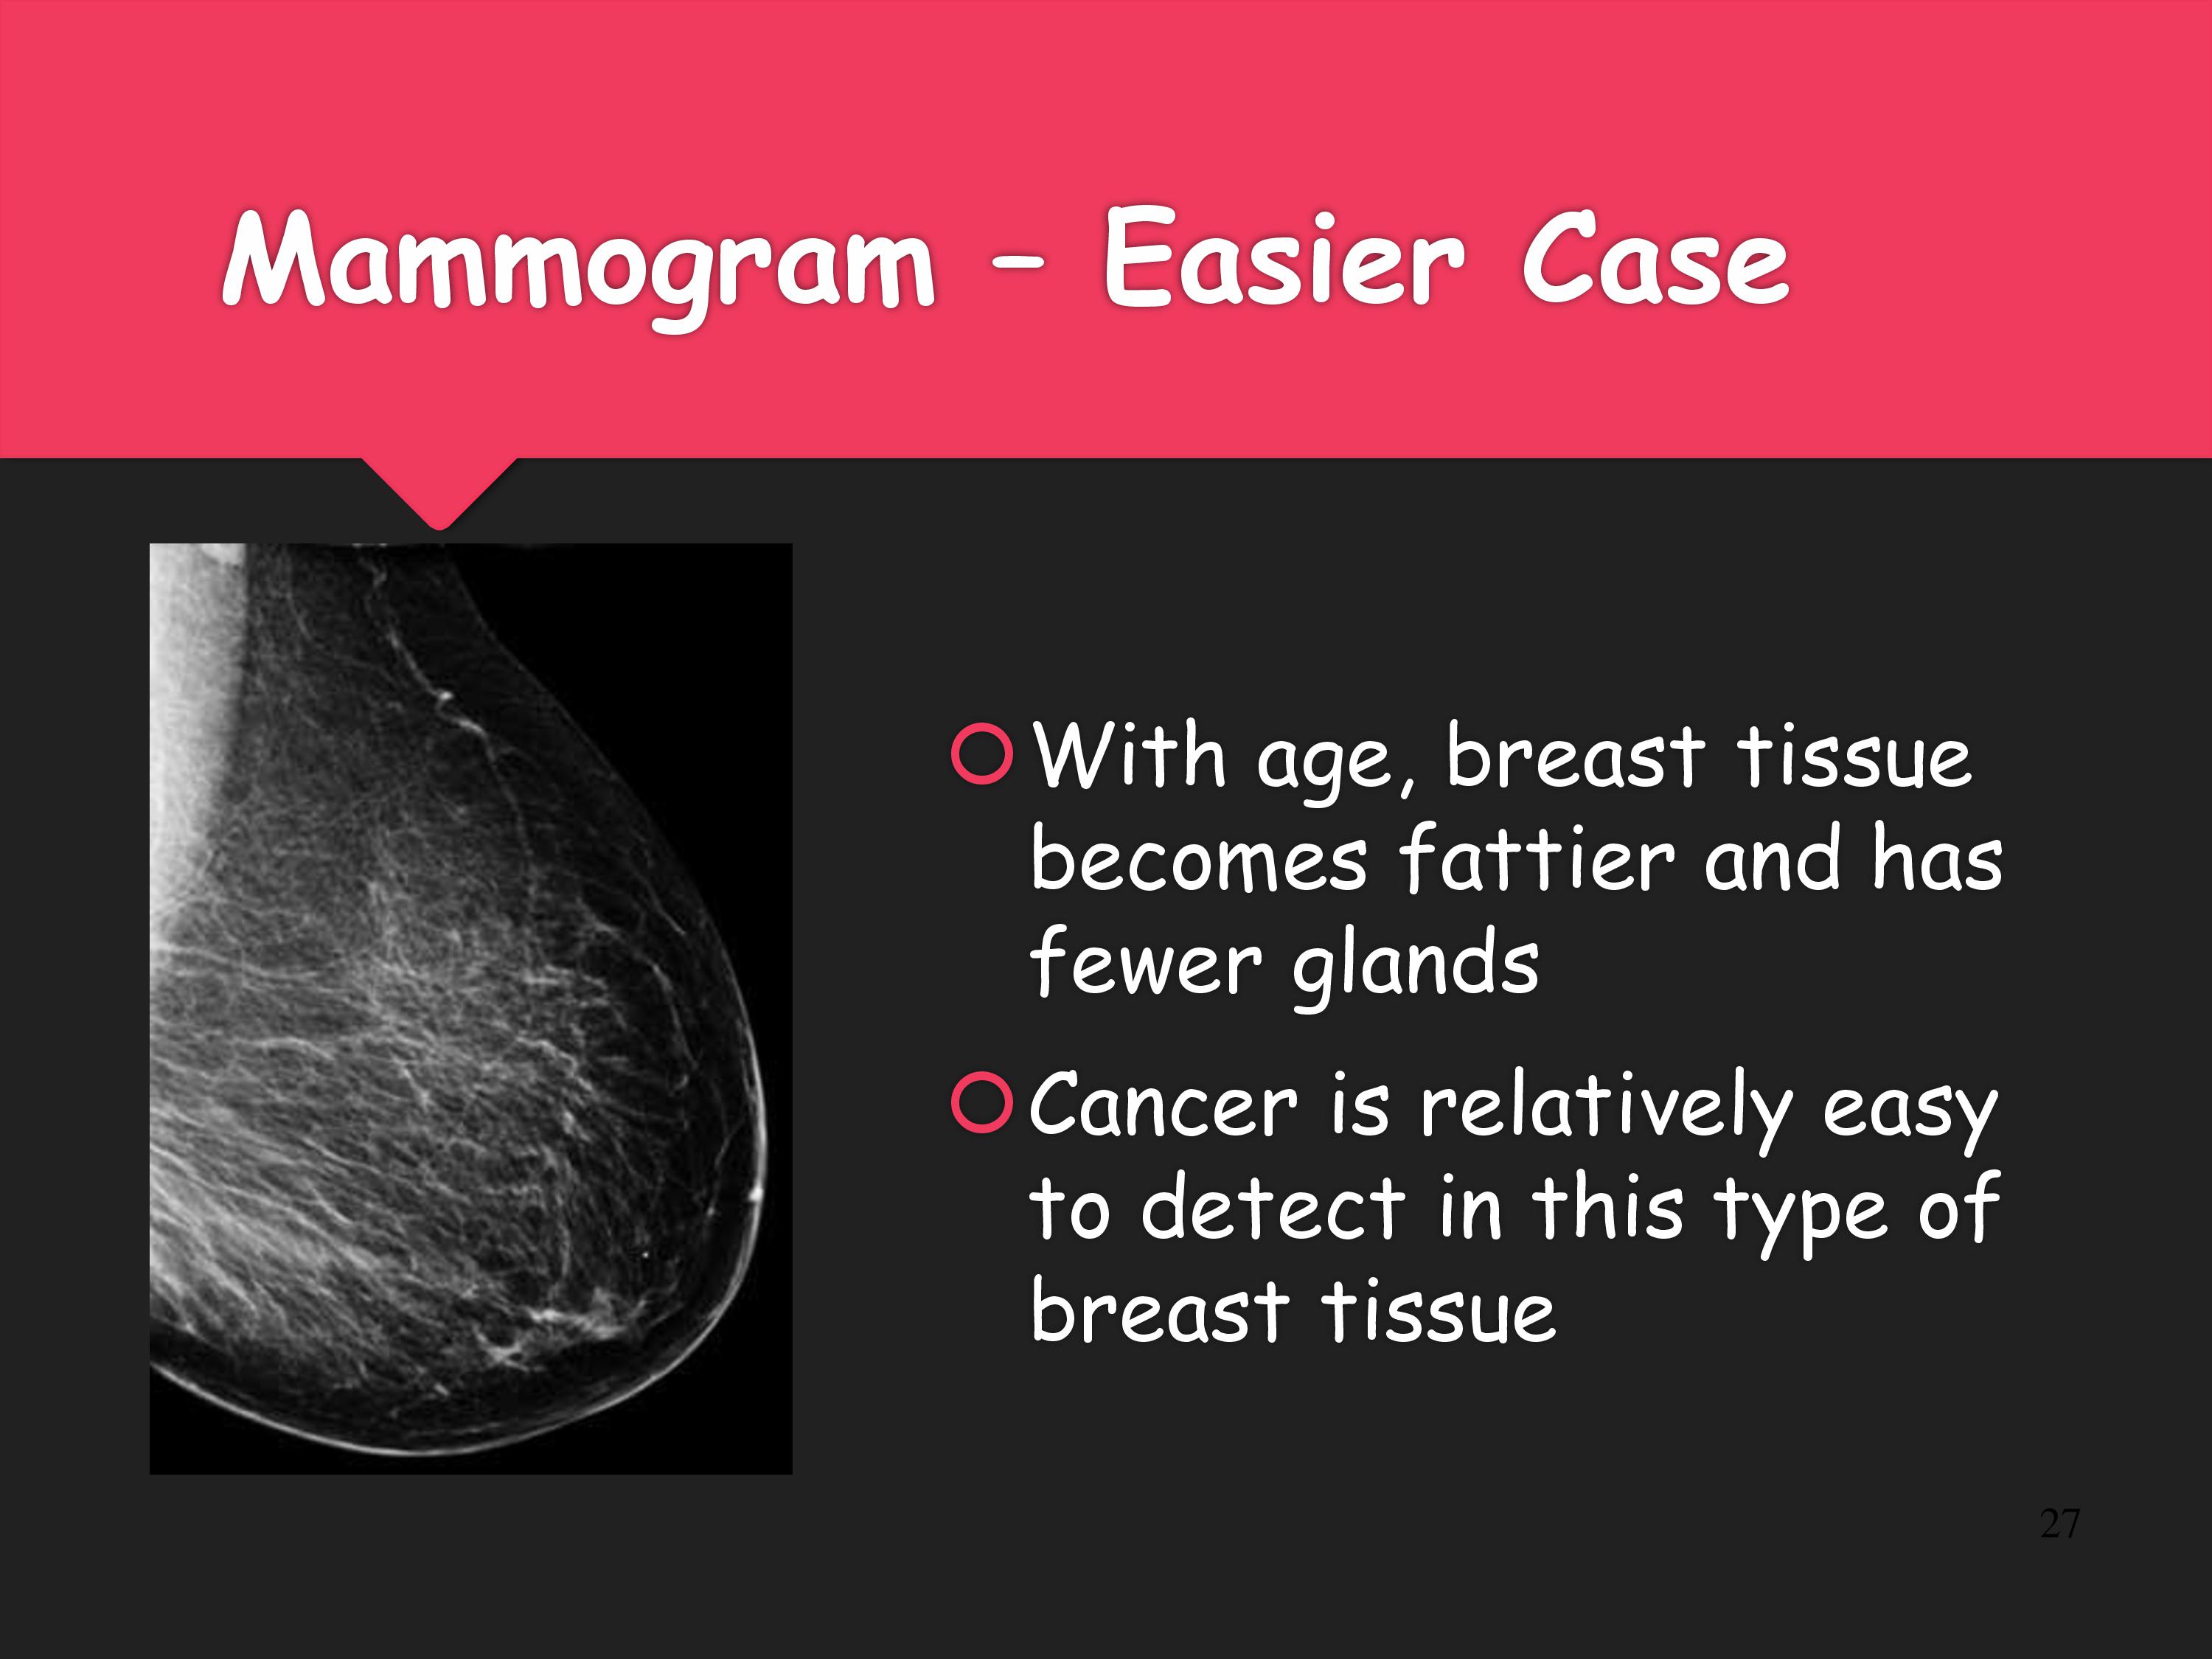 Mammogram – Easier Case
With age, breast tissue
becomes fattier and has
fewer glands
Cancer is relatively easy
to detect in this type of
breast tissue
27